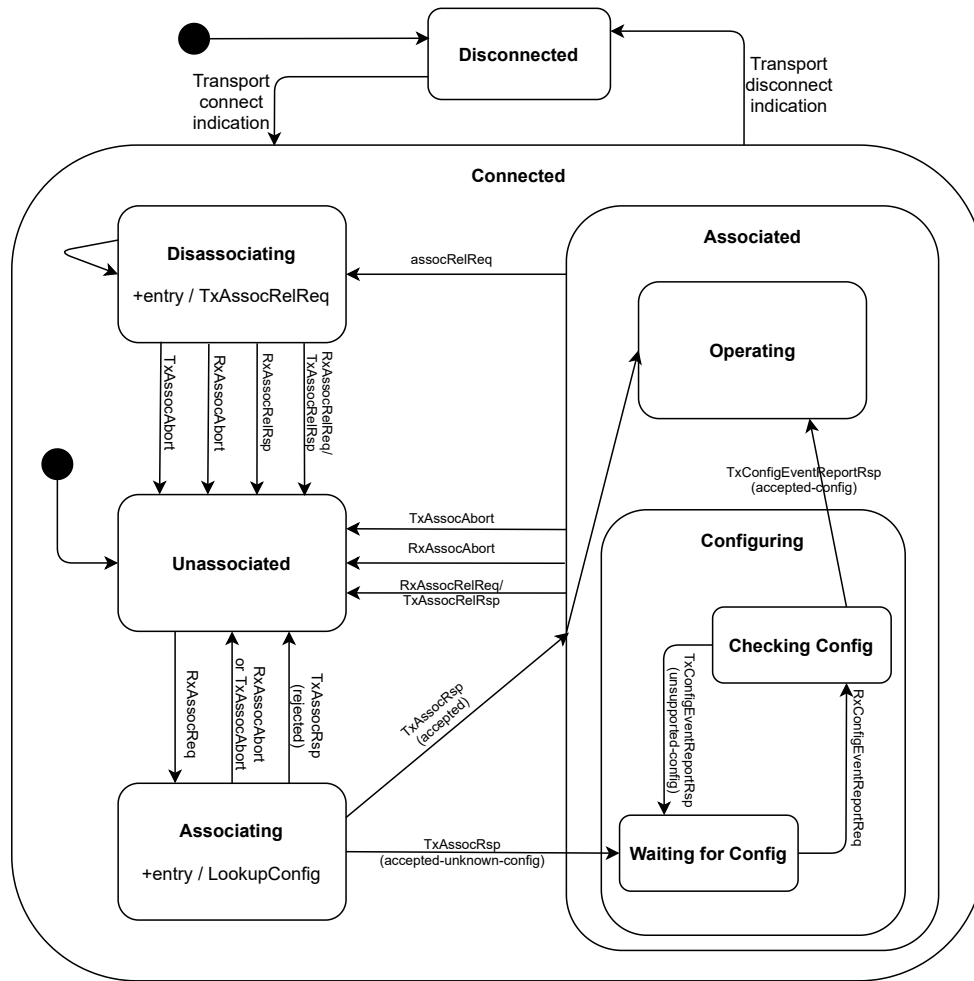 Disconnected
Transport
connect
indication
Transport
disconnect
indication
Connected
Disassociating
+entry / TxAssocRelReq
assocRelReq
Associated
Operating
TxAssocAbort
RxAssocAbort
RxAssocRelRsp
RxAssocRelReq/
TxAssocRelRsp
TxConfigEventReportRsp
(accepted-config)
Unassociated
TxAssocAbort
RxAssocAbort
RxAssocRelReq/
TxAssocRelRsp
Configuring
Checking Config
RxAssocReq
RxAssocAbort
or TxAssocAbort
TxAssocRsp
(rejected)
TxAssocRsp
(accepted)
TxConfigEventReportRsp
(unsupported-config)
RxConfigEventReportReq
Associating
+entry / LookupConfig
TxAssocRsp
(accepted-unknown-config)
Waiting for Config